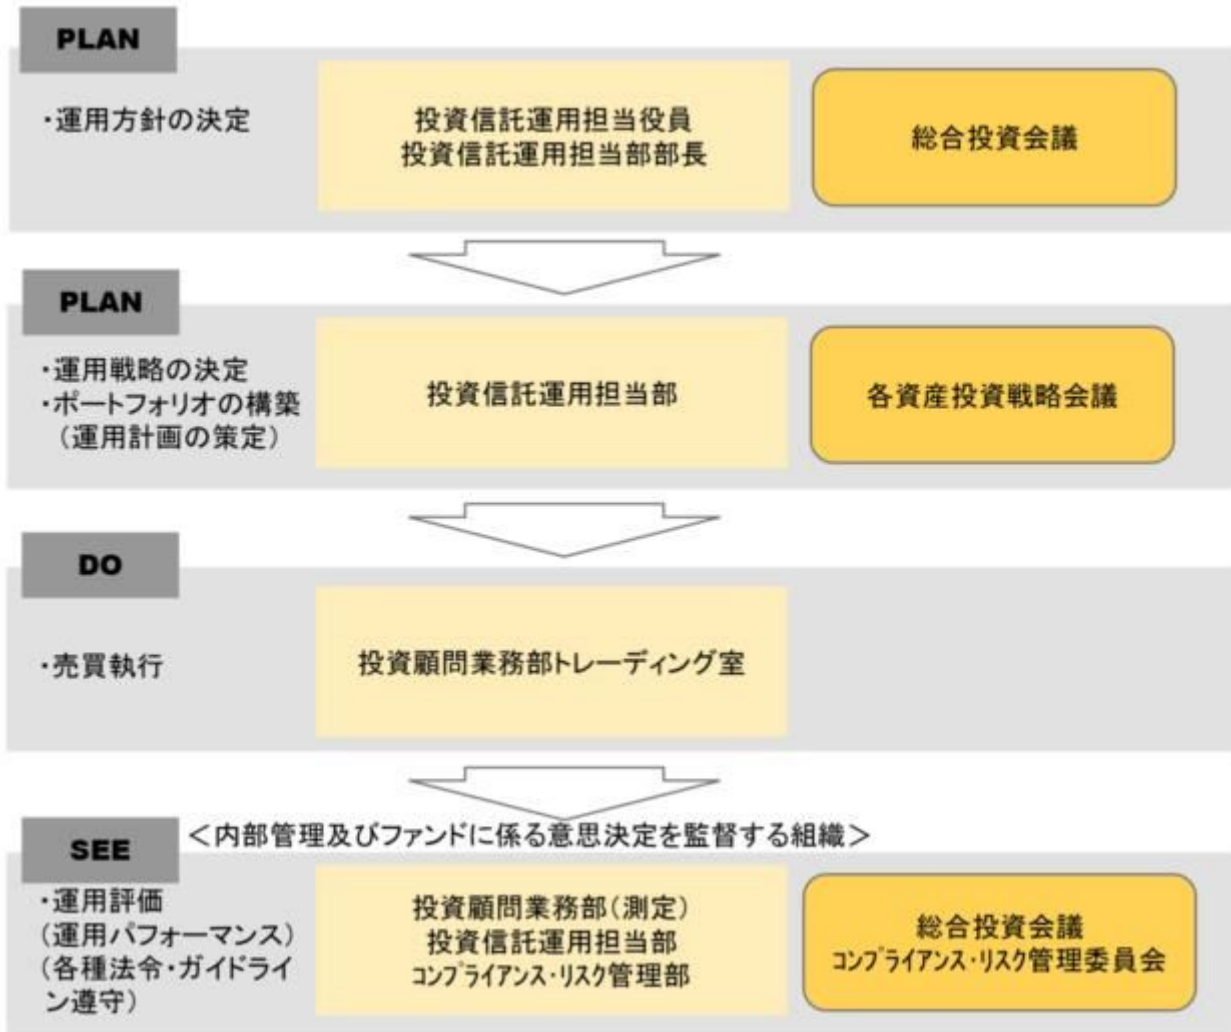 PLAN
・運用方針の決定
投資信託運用担当役員
投資信託運用担当部部長
総合投資会議
PLAN
・運用戦略の決定
・ポートフォリオの構築
（運用計画の策定）
投資信託運用担当部
各資産投資戦略会議
DO
・売買執行
投資顧問業務部トレーディング室
SEE
＜内部管理及びファンドに係る意思決定を監督する組織＞
・運用評価
(運用パフォーマンス)
(各種法令・ガイドライ
ン遵守)
投資顧問業務部(測定)
投資信託運用担当部
ｺﾝﾌﾟﾗｲｱﾝｽ・ﾘｽｸ管理部
総合投資会議
ｺﾝﾌﾟﾗｲｱﾝｽ・ﾘｽｸ管理委員会